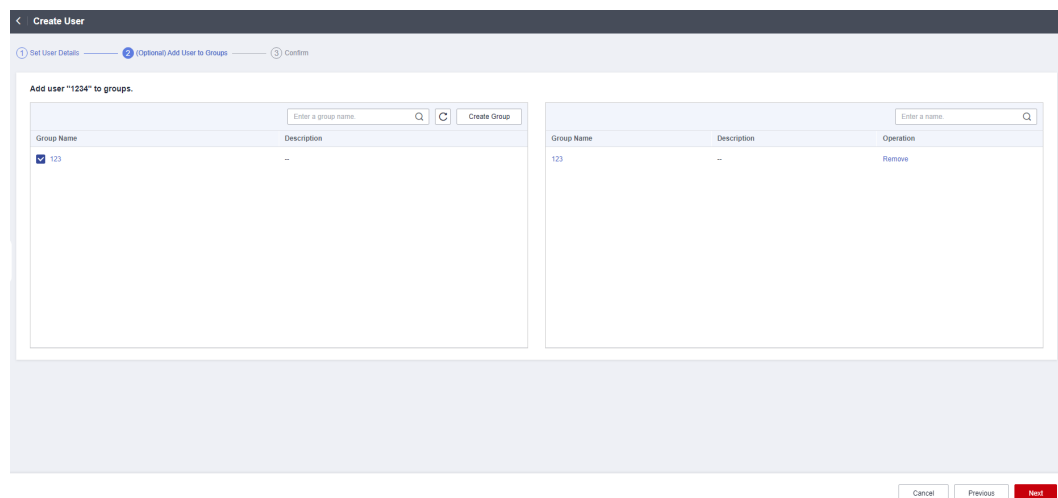 Create User
1 Set User Details 2 (Optional) Add User to Groups 3 Confirm
Add user "1234" to groups.
Enter a group name. Create Group Enter a name.
Group Name Description Group Name Description Operation
123 -- 123 -- Remove
Cancel Previous Next